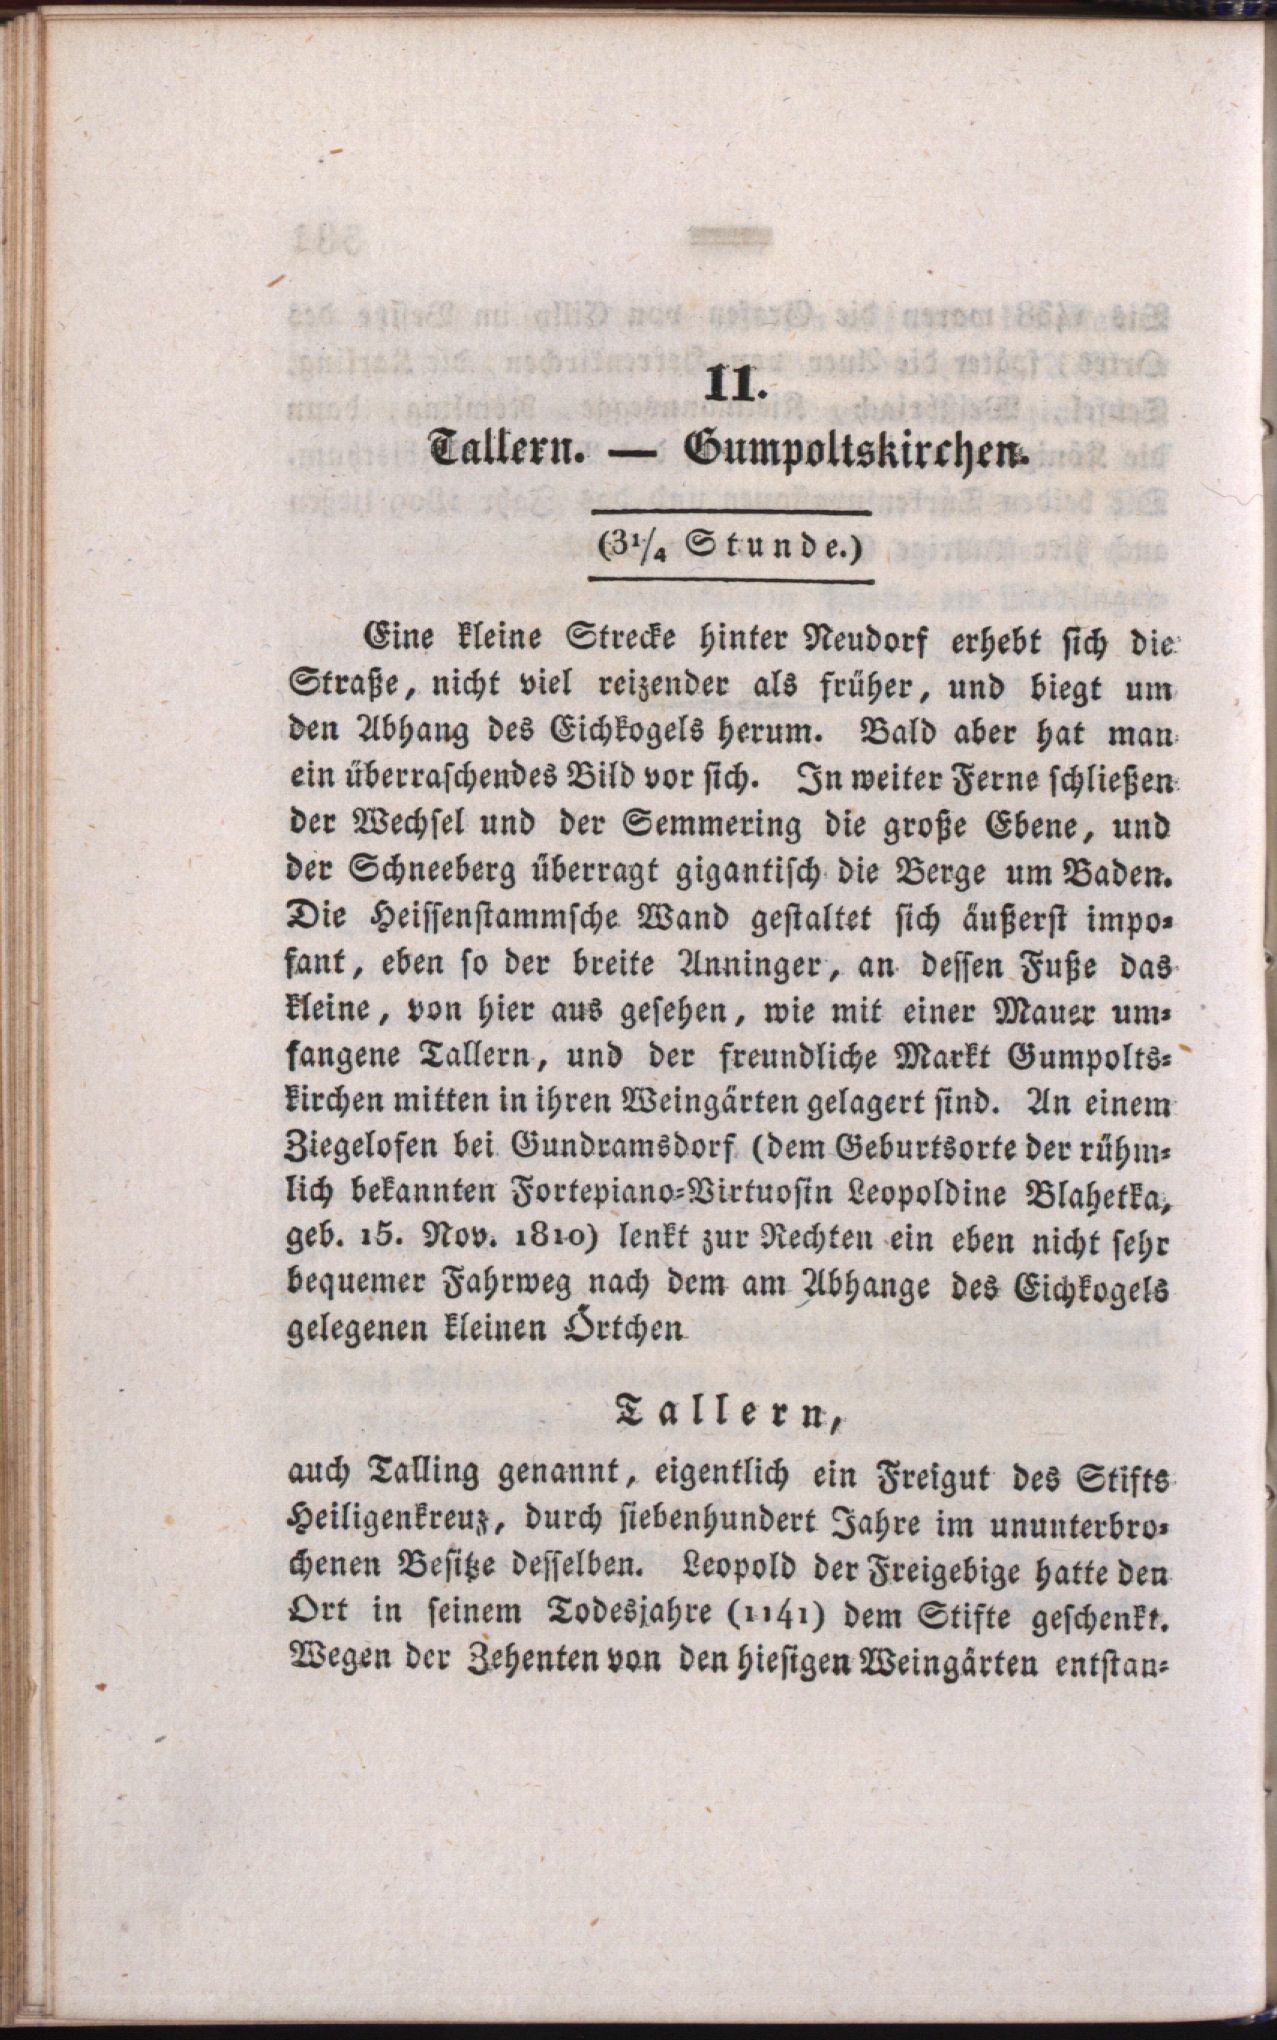 11.
Tallern. — Gumpoltskirchen.
(3¹/₄ Stunde.)
Eine kleine Strecke hinter Neudorf erhebt sich die
Straße, nicht viel reizender als früher, und biegt um
den Abhang des Eichkogels herum. Bald aber hat man
ein überraschendes Bild vor sich. In weiter Ferne schließen
der Wechsel und der Semmering die große Ebene, und
der Schneeberg überragt gigantisch die Berge um Baden.
Die Heissenstammsche Wand gestaltet sich äußerst impo-
sant, eben so der breite Anninger, an dessen Fuße das
kleine, von hier aus gesehen, wie mit einer Mauer um-
fangene Tallern, und der freundliche Markt Gumpolts-
kirchen mitten in ihren Weingärten gelagert sind. An einem
Ziegelofen bei Gundramsdorf (dem Geburtsorte der rühm-
lich bekannten Fortepiano-Virtuosin Leopoldine Blahetka,
geb. 15. Nov. 1810) lenkt zur Rechten ein eben nicht sehr
bequemer Fahrweg nach dem am Abhange des Eichkogels
gelegenen kleinen Örtchen
Tallern,
auch Talling genannt, eigentlich ein Freigut des Stifts
Heiligenkreuz, durch siebenhundert Jahre im ununterbro-
chenen Besitze desselben. Leopold der Freigebige hatte den
Ort in seinem Todesjahre (1141) dem Stifte geschenkt.
Wegen der Zehenten von den hiesigen Weingärten entstan-